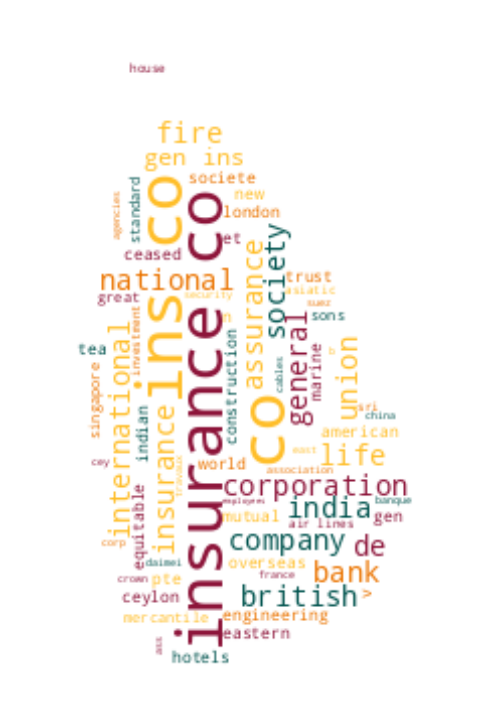 house
fire
gen ins
societe
standard
agencies
co
insurance co
new
london
et
ceased
society
national
trust
asiatic
great
security
suez
sons
ins
assurance
general
marine
investment
international
construction
tea
union
singapore
indian
cables
co
sri
china
american
insurance
life
east
world
association
cey
travaux
corporation
equitable
employees
banque
india
mutual
gen
air lines
corp
company
de
daimei
overseas
france
bank
crown
pte
ceylon
british
>
mercantile
engineering
eastern
ass
hotels